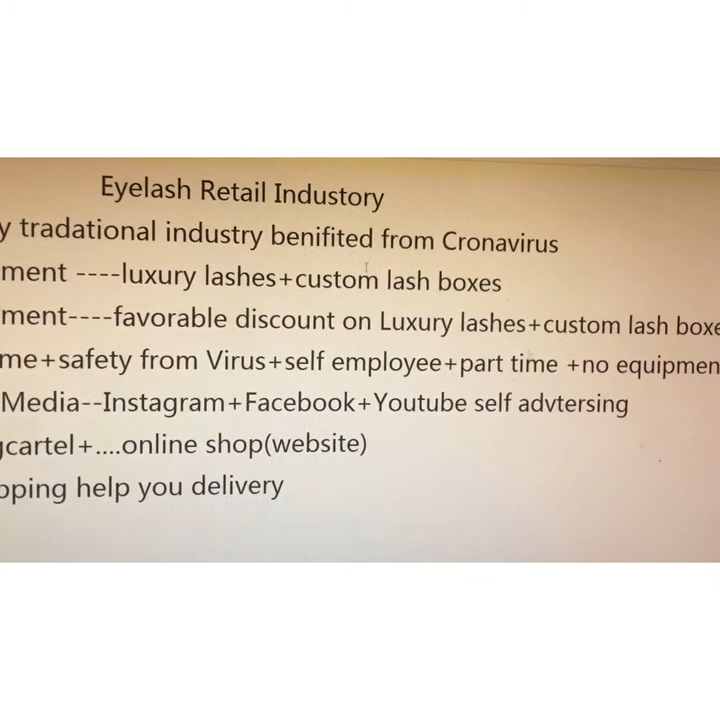 Eyelash Retail Industory
y tradational industry benifited from Cronavirus
ment ----luxury lashes+custom lash boxes
ment----favorable discount on Luxury lashes+custom lash boxe
me+safety from Virus+self employee+part time +no equipmen
Media--Instagram+Facebook+Youtube self advtersing
gcartel+....online shop(website)
pping help you delivery